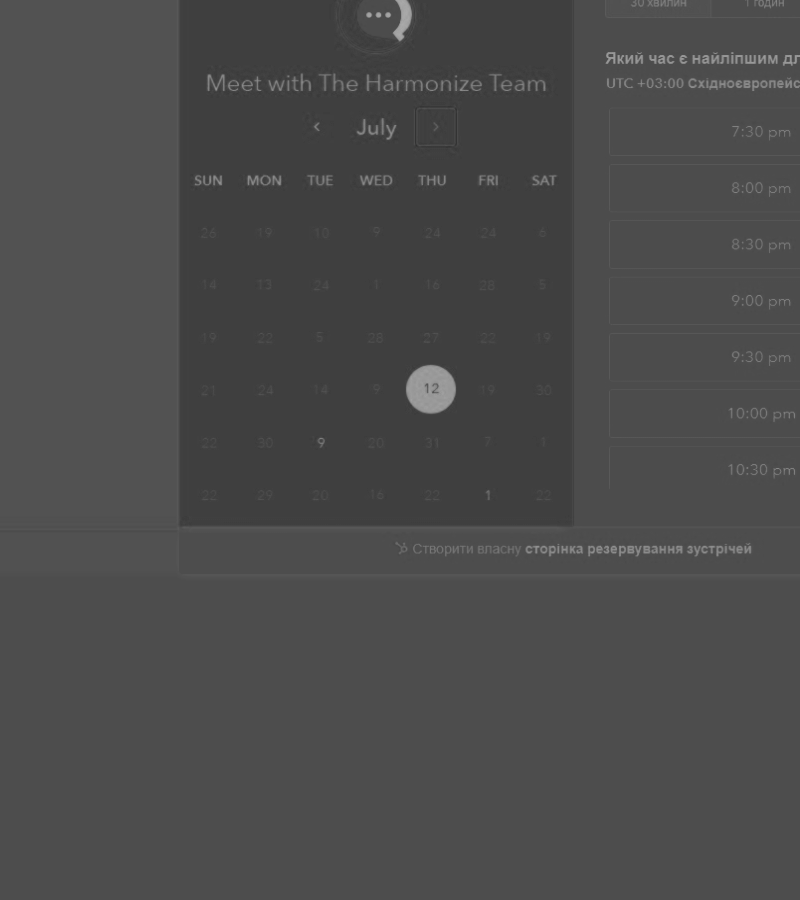 30 хвилин 1 годин
Meet with The Harmonize Team
July
SUN MON TUE WED THU FRI SAT
26 19 10 9 24 24 6
14 13 24 1 16 28 5
19 22 5 28 27 22 19
21 24 14 9 12 19 30
22 30 9 20 31 7 1
22 29 20 16 22 1 22
Який час є найліпшим
UTC +03:00
7:30 pm
8:00 pm
8:30 pm
9:00 pm
9:30 pm
10:00 pm
10:30 pm
Створити власну сторінка резервування зустрічей